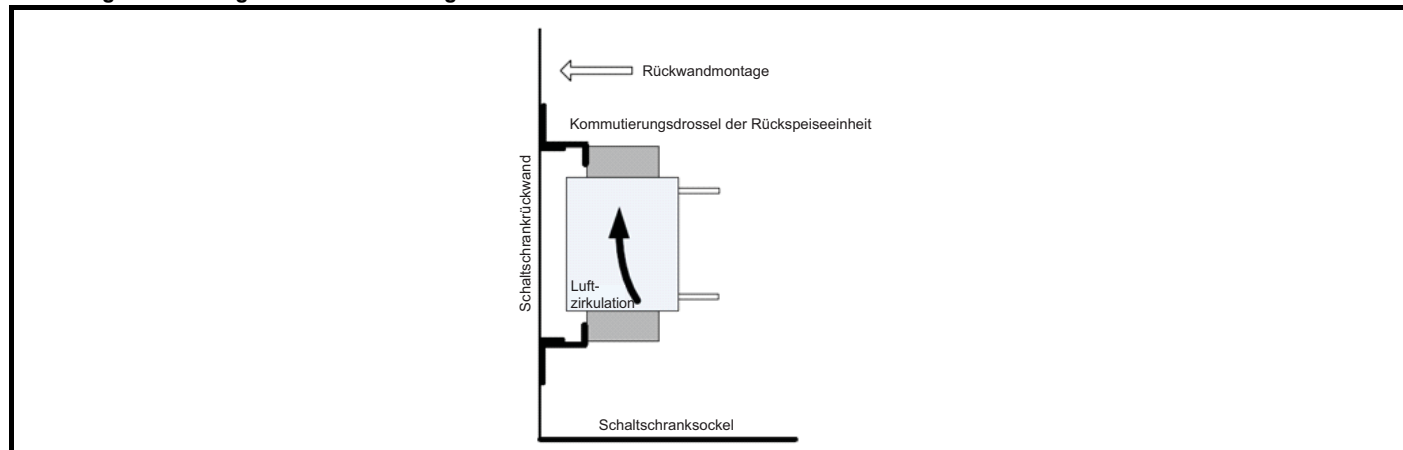 Rückwandmontage
Kommutierungsdrossel der Rückspeiseeinheit
Schaltschrankrückwand
Luft-
zirkulation
Schaltschranksockel